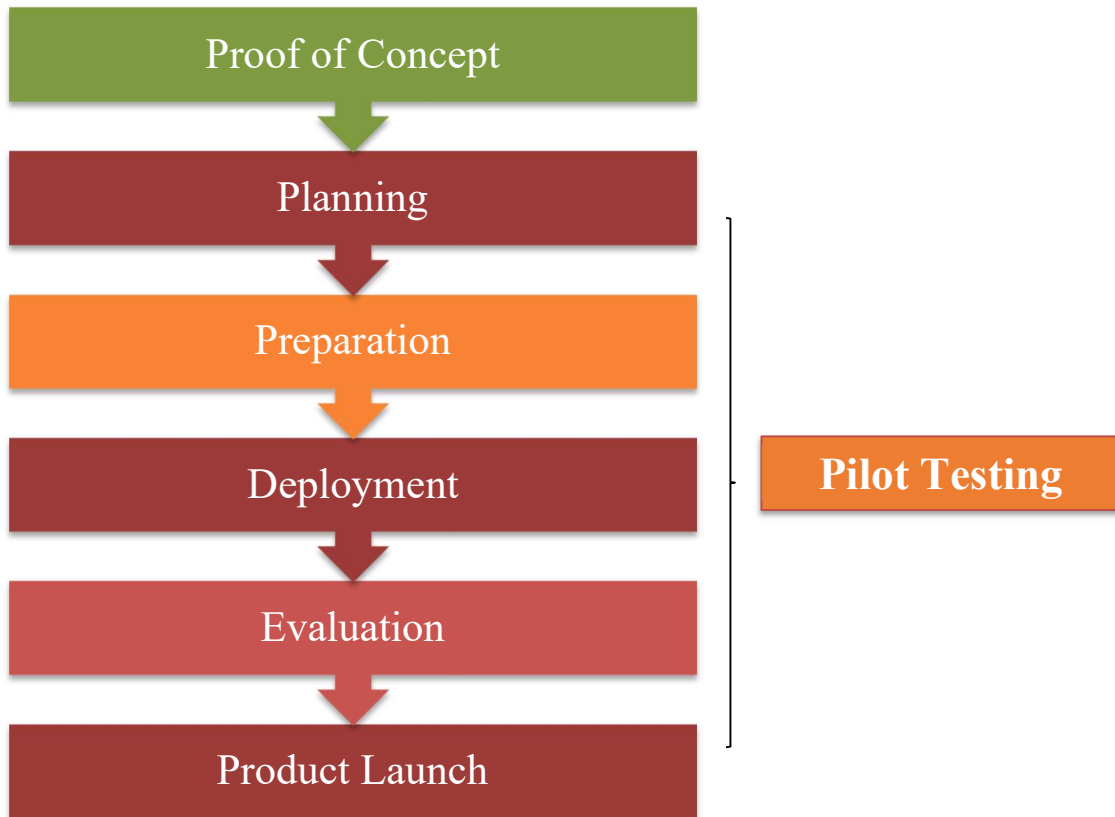 Proof of Concept
Planning
Preparation
Deployment
Pilot Testing
Evaluation
Product Launch